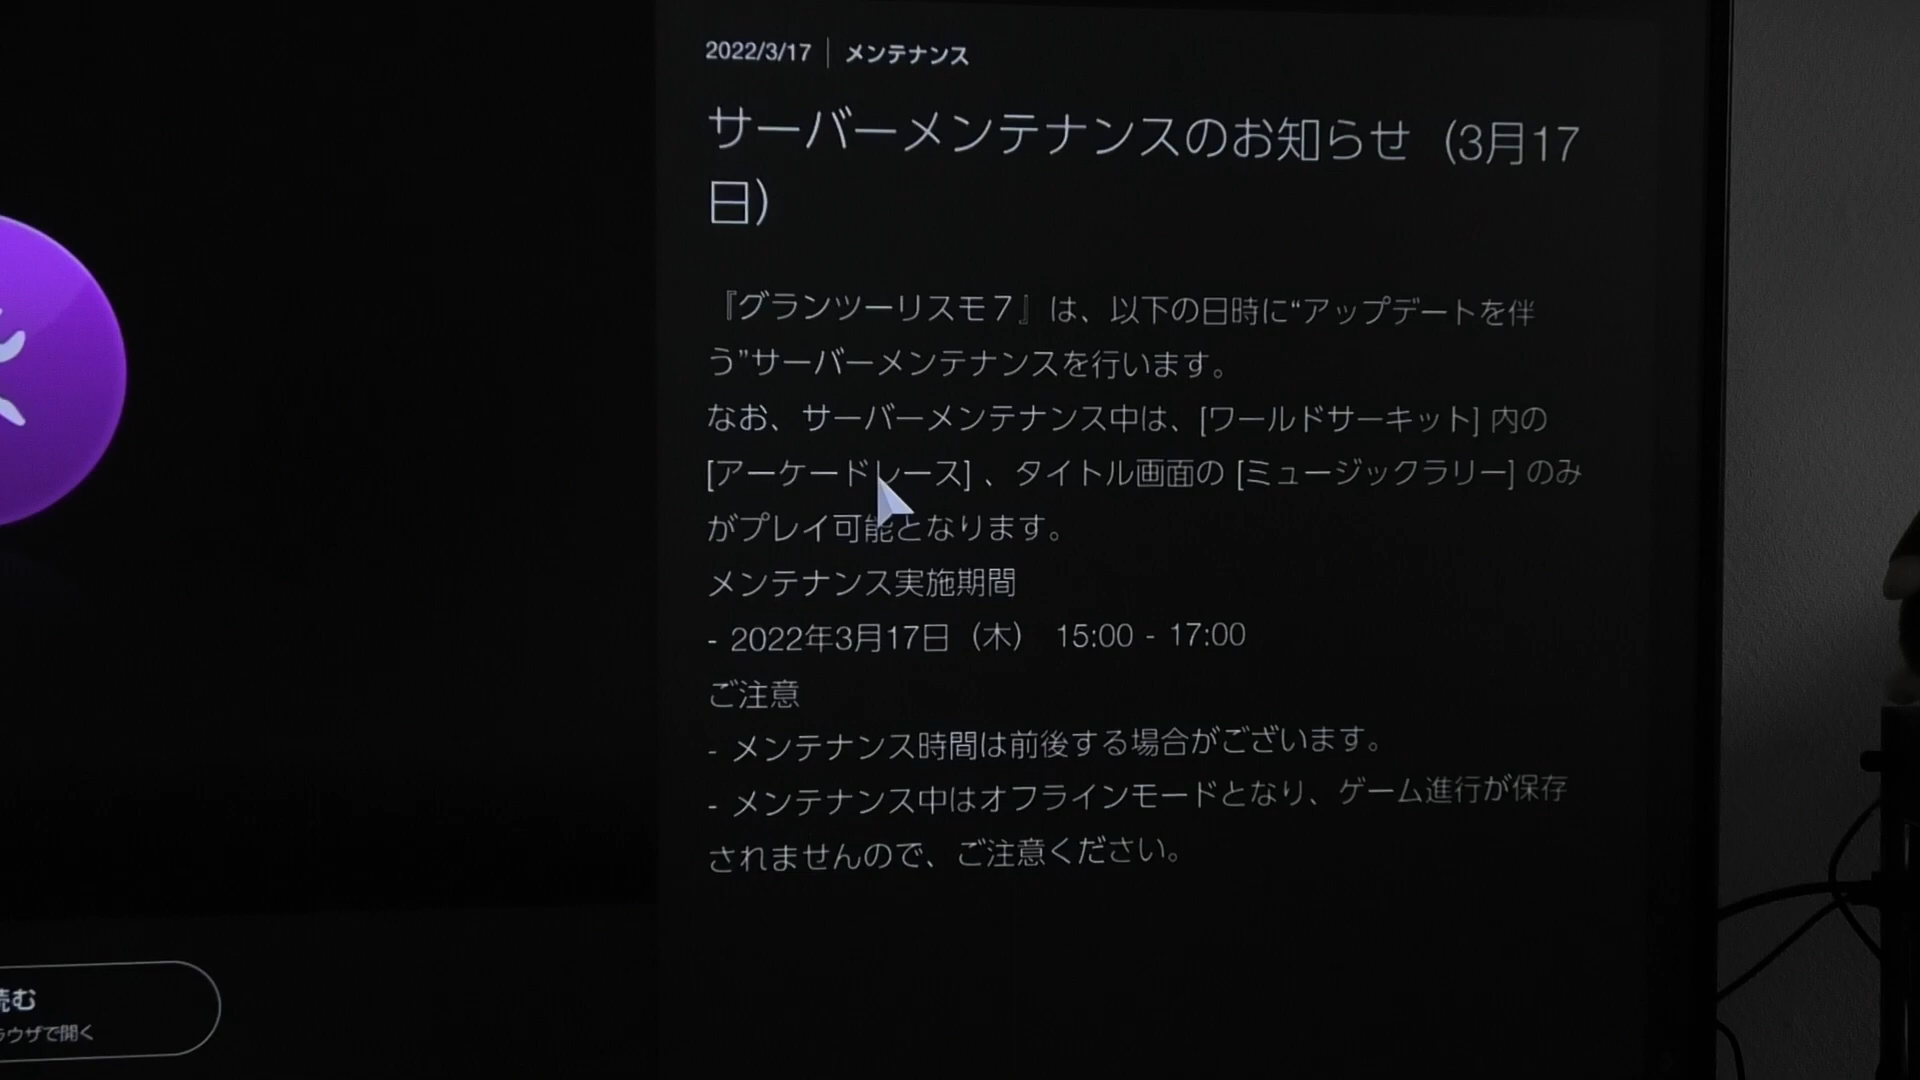 2022/3/17 | メンテナンス
サーバーメンテナンスのお知らせ（3月17
日）
『グランツーリスモ７』は、以下の日時に“アップデートを伴
う”サーバーメンテナンスを行います。
なお、サーバーメンテナンス中は、[ワールドサーキット] 内の
[アーケードレース] 、タイトル画面の [ミュージックラリー] のみ
がプレイ可能となります。
メンテナンス実施期間
- 2022年3月17日（木） 15:00 - 17:00
ご注意
- メンテナンス時間は前後する場合がございます。
- メンテナンス中はオフラインモードとなり、ゲーム進行が保存
されませんので、ご注意ください。
読む
ラウザで開く